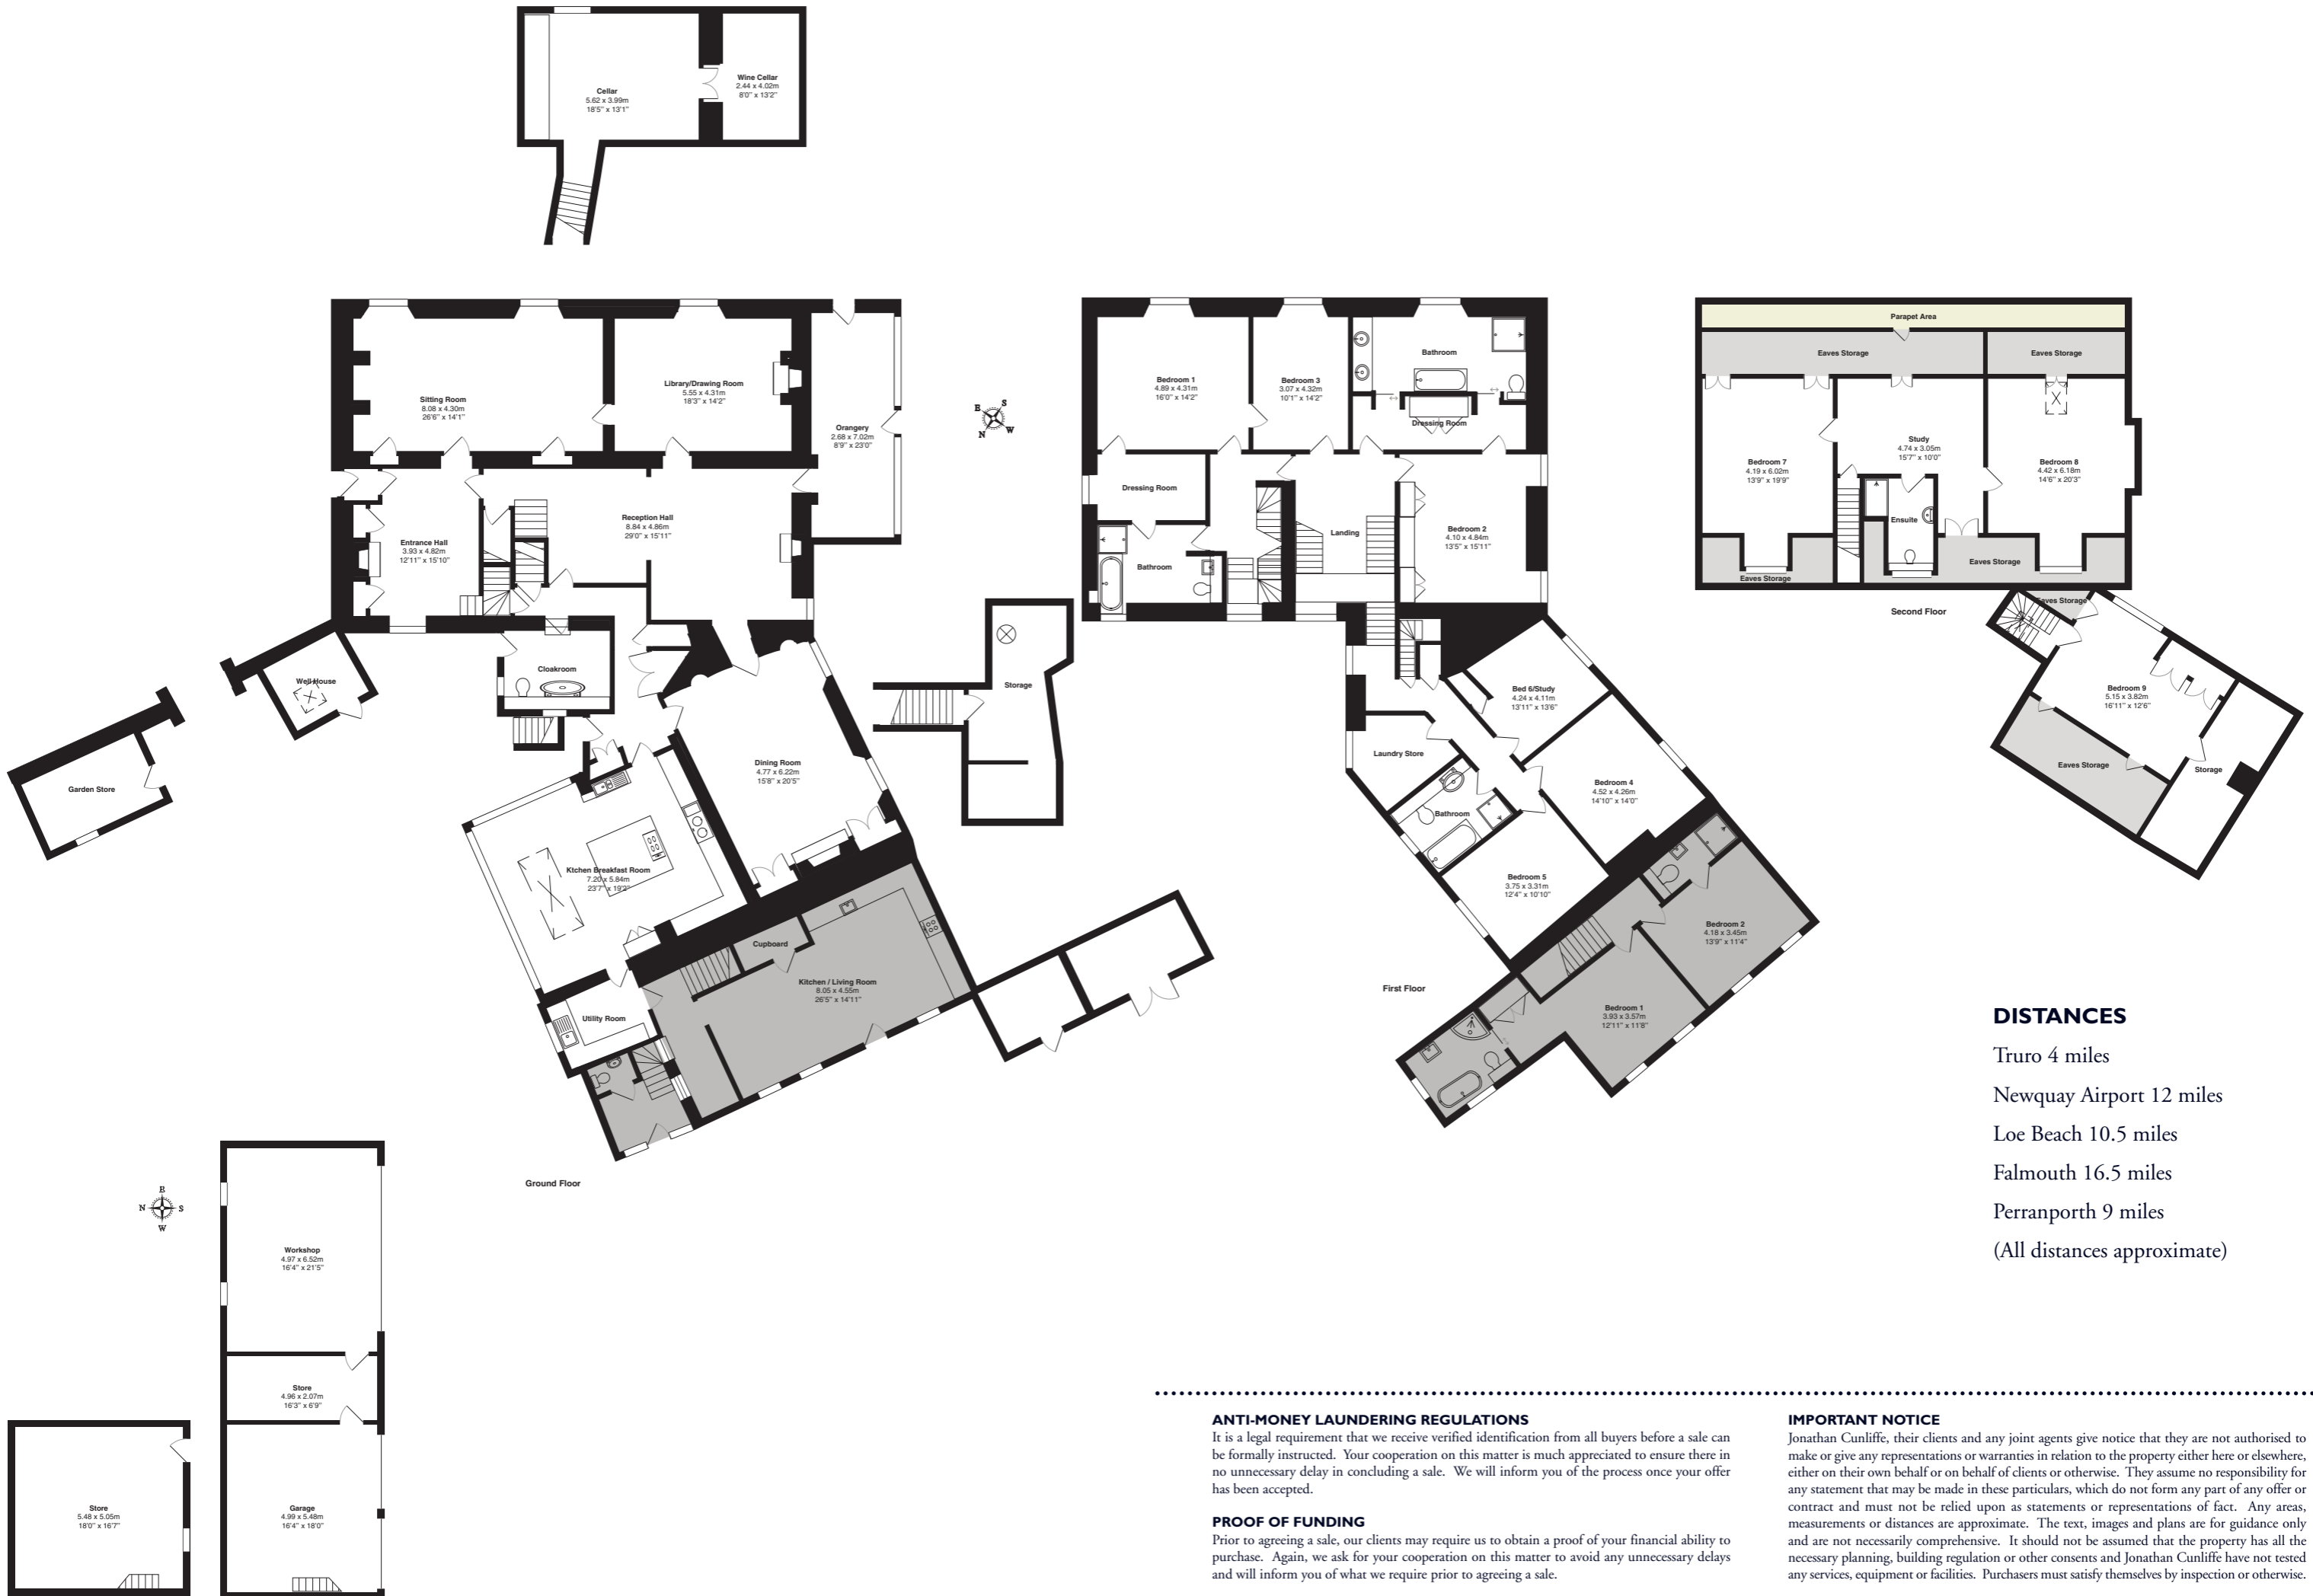 Cellar
5.62 x 3.99m
18'5" x 13'1"
Wine Cellar
2.44 x 4.02m
8'0" x 13'2"
Sitting Room
8.08 x 4.30m
26'6" x 14'1"
Library/Drawing Room
5.55 x 4.31m
18'3" x 14'2"
Orangery
2.68 x 7.02m
8'9" x 23'0"
Reception Hall
8.84 x 4.86m
29'0" x 15'11"
Entrance Hall
3.93 x 4.82m
12'11" x 15'10"
Cloakroom
Well House
Garden Store
Dining Room
4.77 x 6.22m
15'8" x 20'5"
Storage
Ktchen Breakfast Room
7.20 x 5.84m
23'7" x 19'2"
Cupboard
Kitchen / Living Room
8.05 x 4.55m
26'5" x 14'11"
Utility Room
Ground Floor
E
S
N
W
Bedroom 1
4.89 x 4.31m
16'0" x 14'2"
Bedroom 3
3.07 x 4.32m
10'1" x 14'2"
Bathroom
Dressing Room
Dressing Room
Bathroom
Landing
Bedroom 2
4.10 x 4.84m
13'5" x 15'11"
Bed 6/Study
4.24 x 4.11m
13'11" x 13'6"
Laundry Store
Bedroom 4
4.52 x 4.26m
14'10" x 14'0"
Bathroom
Bedroom 5
3.75 x 3.31m
12'4" x 10'10"
Bedroom 2
4.18 x 3.45m
13'9" x 11'4"
Bedroom 1
3.93 x 3.57m
12'11" x 11'8"
First Floor
Parapet Area
Eaves Storage
Eaves Storage
Bedroom 7
4.19 x 6.02m
13'9" x 19'9"
Study
4.74 x 3.05m
15'7" x 10'0"
Bedroom 8
4.42 x 6.18m
14'6" x 20'3"
Ensuite
Eaves Storage
Eaves Storage
Second Floor
Eaves Storage
Bedroom 9
5.15 x 3.82m
16'11" x 12'6"
Eaves Storage
Storage
E
N
S
W
Workshop
4.97 x 6.52m
16'4" x 21'5"
Store
4.96 x 2.07m
16'3" x 6'9"
Garage
4.99 x 5.48m
16'4" x 18'0"
Store
5.48 x 5.05m
18'0" x 16'7"
DISTANCES
Truro 4 miles
Newquay Airport 12 miles
Loe Beach 10.5 miles
Falmouth 16.5 miles
Perranporth 9 miles
(All distances approximate)
ANTI-MONEY LAUNDERING REGULATIONS
It is a legal requirement that we receive verified identification from all buyers before a sale can
be formally instructed. Your cooperation on this matter is much appreciated to ensure there in
no unnecessary delay in concluding a sale. We will inform you of the process once your offer
has been accepted.
PROOF OF FUNDING
Prior to agreeing a sale, our clients may require us to obtain a proof of your financial ability to
purchase. Again, we ask for your cooperation on this matter to avoid any unnecessary delays
and will inform you of what we require prior to agreeing a sale.
IMPORTANT NOTICE
Jonathan Cunliffe, their clients and any joint agents give notice that they are not authorised to
make or give any representations or warranties in relation to the property either here or elsewhere,
either on their own behalf or on behalf of clients or otherwise. They assume no responsibility for
any statement that may be made in these particulars, which do not form any part of any offer or
contract and must not be relied upon as statements or representations of fact. Any areas,
measurements or distances are approximate. The text, images and plans are for guidance only
and are not necessarily comprehensive. It should not be assumed that the property has all the
necessary planning, building regulation or other consents and Jonathan Cunliffe have not tested
any services, equipment or facilities. Purchasers must satisfy themselves by inspection or otherwise.